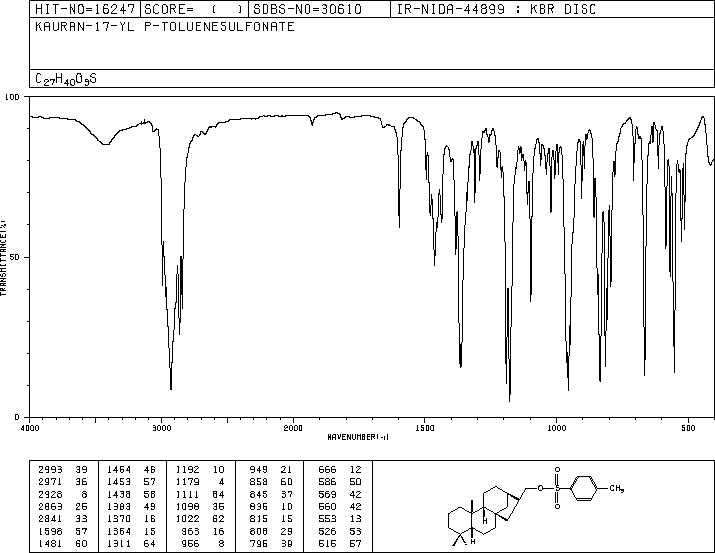 HIT-NO=16247 SCORE= ( ) SDBS-NO=30610 IR-NIDA-44899 : KBR DISC
KAURAN-17-YL P-TOLUENESULFONATE
C27H40O3S
100
50
0
TRANSMITTANCE(%)
4000 3000 2000 1500 1000 500
WAVENUMBER(-1)
2993 39 1464 46 1192 10 949 21 666 12
2971 36 1453 57 1179 4 858 60 586 50
2928 8 1438 58 1111 84 845 37 569 42
2863 25 1383 49 1098 35 836 10 560 42
2841 33 1370 16 1022 62 815 15 553 13
1598 57 1364 15 963 16 808 29 526 53
1481 60 1311 64 956 8 796 38 516 57
O
O S CH3
O
H
H